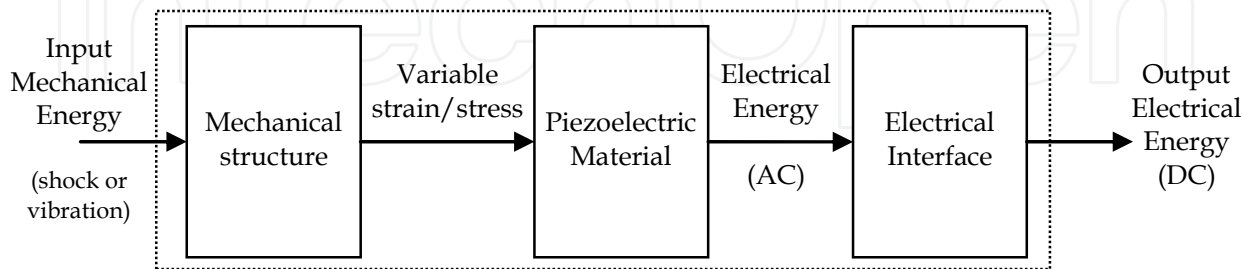 Input
Mechanical
Energy
(shock or
vibration)
Mechanical
structure
Variable
strain/stress
Piezoelectric
Material
Electrical
Energy
(AC)
Electrical
Interface
Output
Electrical
Energy
(DC)